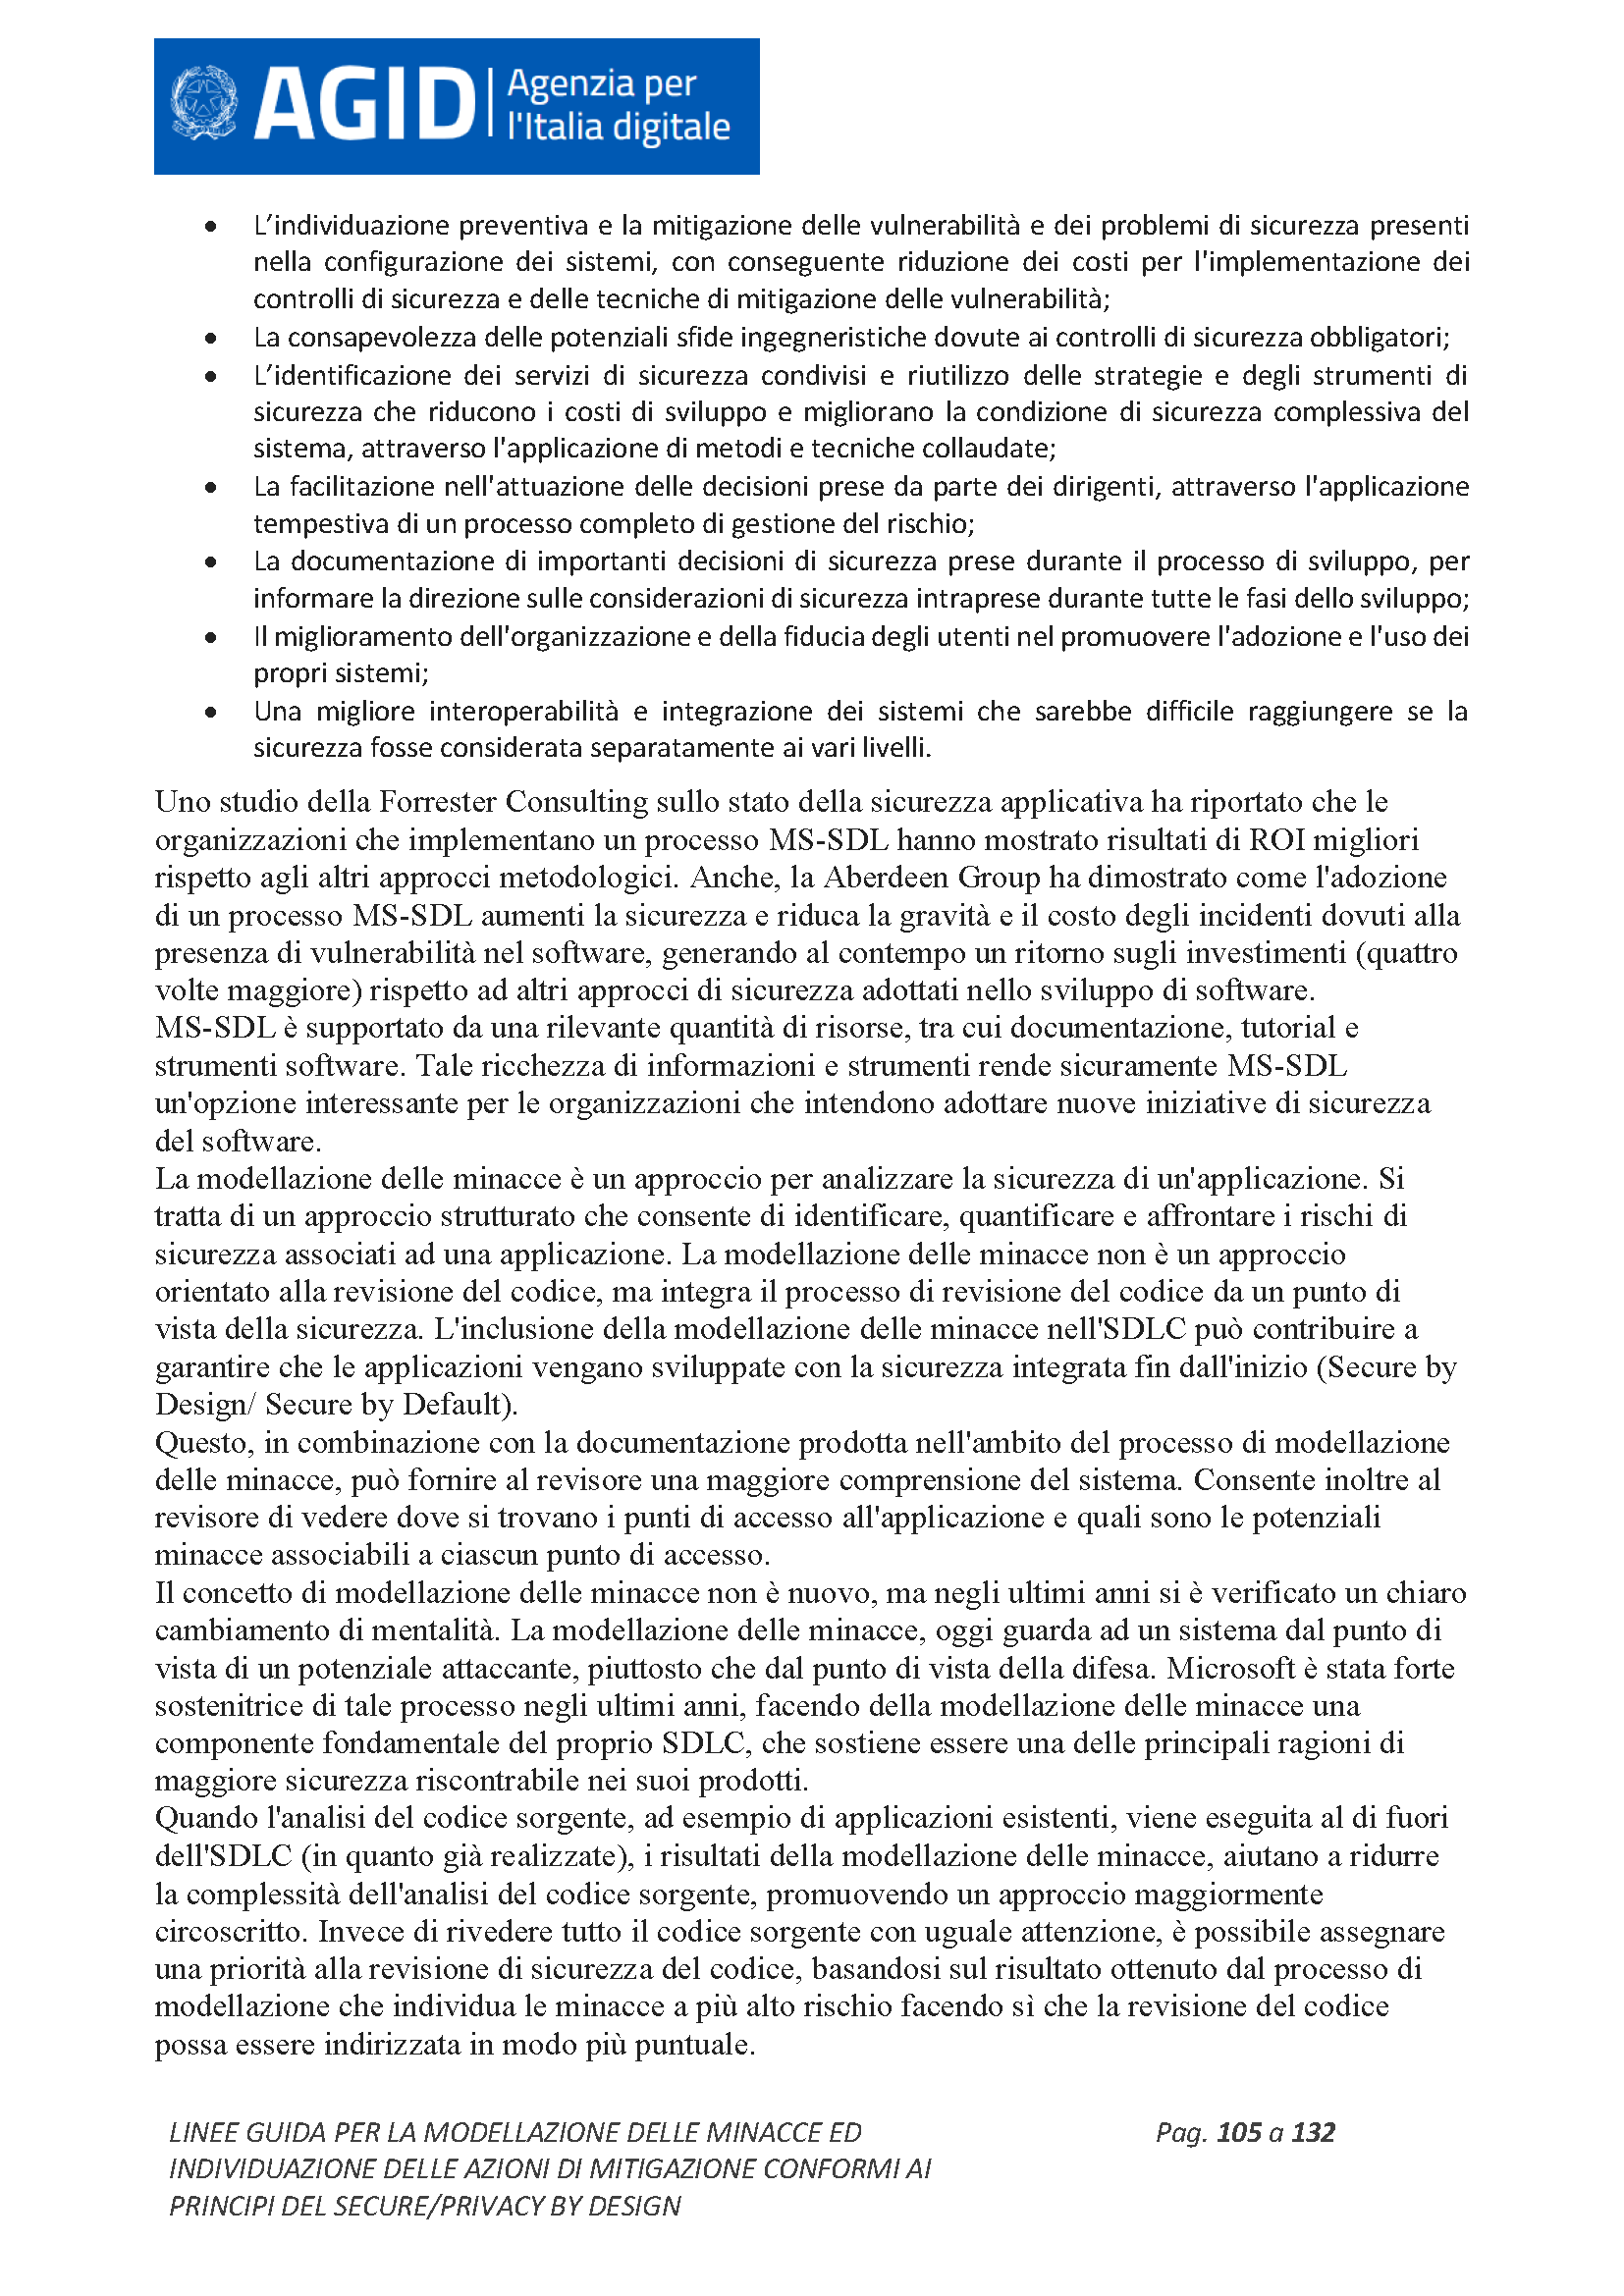 AGID Agenzia per
l'Italia digitale
• L’individuazione preventiva e la mitigazione delle vulnerabilità e dei problemi di sicurezza presenti
nella configurazione dei sistemi, con conseguente riduzione dei costi per l'implementazione dei
controlli di sicurezza e delle tecniche di mitigazione delle vulnerabilità;
• La consapevolezza delle potenziali sfide ingegneristiche dovute ai controlli di sicurezza obbligatori;
• L’identificazione dei servizi di sicurezza condivisi e riutilizzo delle strategie e degli strumenti di
sicurezza che riducono i costi di sviluppo e migliorano la condizione di sicurezza complessiva del
sistema, attraverso l'applicazione di metodi e tecniche collaudate;
• La facilitazione nell'attuazione delle decisioni prese da parte dei dirigenti, attraverso l'applicazione
tempestiva di un processo completo di gestione del rischio;
• La documentazione di importanti decisioni di sicurezza prese durante il processo di sviluppo, per
informare la direzione sulle considerazioni di sicurezza intraprese durante tutte le fasi dello sviluppo;
• Il miglioramento dell'organizzazione e della fiducia degli utenti nel promuovere l'adozione e l'uso dei
propri sistemi;
• Una migliore interoperabilità e integrazione dei sistemi che sarebbe difficile raggiungere se la
sicurezza fosse considerata separatamente ai vari livelli.
Uno studio della Forrester Consulting sullo stato della sicurezza applicativa ha riportato che le
organizzazioni che implementano un processo MS-SDL hanno mostrato risultati di ROI migliori
rispetto agli altri approcci metodologici. Anche, la Aberdeen Group ha dimostrato come l'adozione
di un processo MS-SDL aumenti la sicurezza e riduca la gravità e il costo degli incidenti dovuti alla
presenza di vulnerabilità nel software, generando al contempo un ritorno sugli investimenti (quattro
volte maggiore) rispetto ad altri approcci di sicurezza adottati nello sviluppo di software.
MS-SDL è supportato da una rilevante quantità di risorse, tra cui documentazione, tutorial e
strumenti software. Tale ricchezza di informazioni e strumenti rende sicuramente MS-SDL
un'opzione interessante per le organizzazioni che intendono adottare nuove iniziative di sicurezza
del software.
La modellazione delle minacce è un approccio per analizzare la sicurezza di un'applicazione. Si
tratta di un approccio strutturato che consente di identificare, quantificare e affrontare i rischi di
sicurezza associati ad una applicazione. La modellazione delle minacce non è un approccio
orientato alla revisione del codice, ma integra il processo di revisione del codice da un punto di
vista della sicurezza. L'inclusione della modellazione delle minacce nell'SDLC può contribuire a
garantire che le applicazioni vengano sviluppate con la sicurezza integrata fin dall'inizio (Secure by
Design/ Secure by Default).
Questo, in combinazione con la documentazione prodotta nell'ambito del processo di modellazione
delle minacce, può fornire al revisore una maggiore comprensione del sistema. Consente inoltre al
revisore di vedere dove si trovano i punti di accesso all'applicazione e quali sono le potenziali
minacce associabili a ciascun punto di accesso.
Il concetto di modellazione delle minacce non è nuovo, ma negli ultimi anni si è verificato un chiaro
cambiamento di mentalità. La modellazione delle minacce, oggi guarda ad un sistema dal punto di
vista di un potenziale attaccante, piuttosto che dal punto di vista della difesa. Microsoft è stata forte
sostenitrice di tale processo negli ultimi anni, facendo della modellazione delle minacce una
componente fondamentale del proprio SDLC, che sostiene essere una delle principali ragioni di
maggiore sicurezza riscontrabile nei suoi prodotti.
Quando l'analisi del codice sorgente, ad esempio di applicazioni esistenti, viene eseguita al di fuori
dell'SDLC (in quanto già realizzate), i risultati della modellazione delle minacce, aiutano a ridurre
la complessità dell'analisi del codice sorgente, promuovendo un approccio maggiormente
circoscritto. Invece di rivedere tutto il codice sorgente con uguale attenzione, è possibile assegnare
una priorità alla revisione di sicurezza del codice, basandosi sul risultato ottenuto dal processo di
modellazione che individua le minacce a più alto rischio facendo sì che la revisione del codice
possa essere indirizzata in modo più puntuale.
LINEE GUIDA PER LA MODELLAZIONE DELLE MINACCE ED
INDIVIDUAZIONE DELLE AZIONI DI MITIGAZIONE CONFORMI AI
PRINCIPI DEL SECURE/PRIVACY BY DESIGN
Pag. 105 a 132